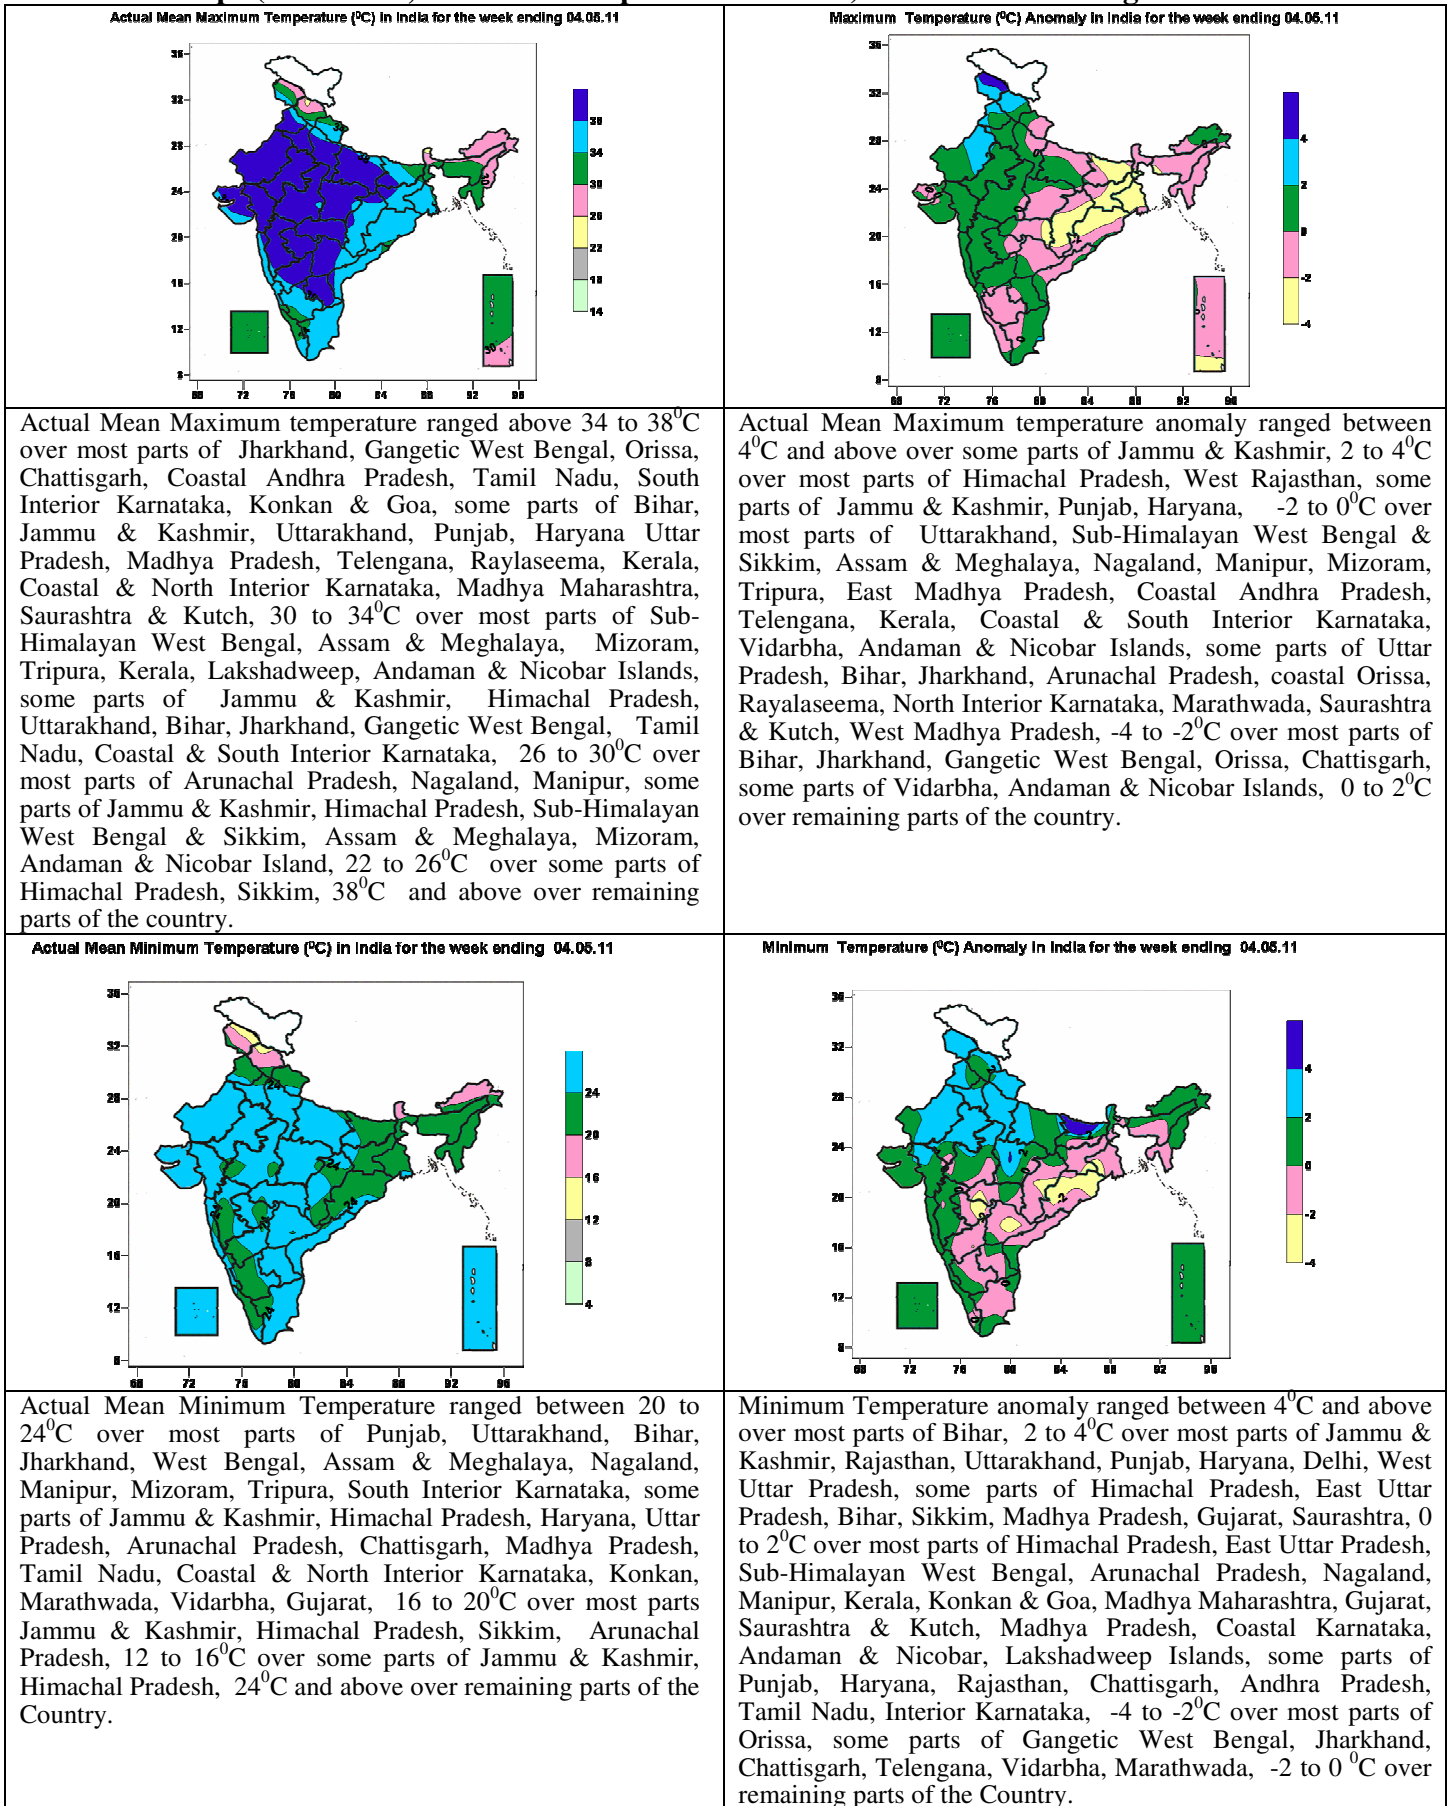 Actual Mean Maximum Temperature (⁰C) in India for the week ending 04.05.11
Maximum Temperature (⁰C) Anomaly in India for the week ending 04.05.11
Actual Mean Maximum temperature ranged above 34 to 38⁰C
over most parts of Jharkhand, Gangetic West Bengal, Orissa,
Chattisgarh, Coastal Andhra Pradesh, Tamil Nadu, South
Interior Karnataka, Konkan & Goa, some parts of Bihar,
Jammu & Kashmir, Uttarakhand, Punjab, Haryana Uttar
Pradesh, Madhya Pradesh, Telengana, Raylaseema, Kerala,
Coastal & North Interior Karnataka, Madhya Maharashtra,
Saurashtra & Kutch, 30 to 34⁰C over most parts of Sub-
Himalayan West Bengal, Assam & Meghalaya, Mizoram,
Tripura, Kerala, Lakshadweep, Andaman & Nicobar Islands,
some parts of Jammu & Kashmir, Himachal Pradesh,
Uttarakhand, Bihar, Jharkhand, Gangetic West Bengal, Tamil
Nadu, Coastal & South Interior Karnataka, 26 to 30⁰C over
most parts of Arunachal Pradesh, Nagaland, Manipur, some
parts of Jammu & Kashmir, Himachal Pradesh, Sub-Himalayan
West Bengal & Sikkim, Assam & Meghalaya, Mizoram,
Andaman & Nicobar Island, 22 to 26⁰C over some parts of
Himachal Pradesh, Sikkim, 38⁰C and above over remaining
parts of the country.
Actual Mean Maximum temperature anomaly ranged between
4⁰C and above over some parts of Jammu & Kashmir, 2 to 4⁰C
over most parts of Himachal Pradesh, West Rajasthan, some
parts of Jammu & Kashmir, Punjab, Haryana, -2 to 0⁰C over
most parts of Uttarakhand, Sub-Himalayan West Bengal &
Sikkim, Assam & Meghalaya, Nagaland, Manipur, Mizoram,
Tripura, East Madhya Pradesh, Coastal Andhra Pradesh,
Telengana, Kerala, Coastal & South Interior Karnataka,
Vidarbha, Andaman & Nicobar Islands, some parts of Uttar
Pradesh, Bihar, Jharkhand, Arunachal Pradesh, coastal Orissa,
Rayalaseema, North Interior Karnataka, Marathwada, Saurashtra
& Kutch, West Madhya Pradesh, -4 to -2⁰C over most parts of
Bihar, Jharkhand, Gangetic West Bengal, Orissa, Chattisgarh,
some parts of Vidarbha, Andaman & Nicobar Islands, 0 to 2⁰C
over remaining parts of the country.
Actual Mean Minimum Temperature (⁰C) in India for the week ending 04.05.11
Minimum Temperature (⁰C) Anomaly in India for the week ending 04.05.11
Actual Mean Minimum Temperature ranged between 20 to
24⁰C over most parts of Punjab, Uttarakhand, Bihar,
Jharkhand, West Bengal, Assam & Meghalaya, Nagaland,
Manipur, Mizoram, Tripura, South Interior Karnataka, some
parts of Jammu & Kashmir, Himachal Pradesh, Haryana, Uttar
Pradesh, Arunachal Pradesh, Chattisgarh, Madhya Pradesh,
Tamil Nadu, Coastal & North Interior Karnataka, Konkan,
Marathwada, Vidarbha, Gujarat, 16 to 20⁰C over most parts
Jammu & Kashmir, Himachal Pradesh, Sikkim, Arunachal
Pradesh, 12 to 16⁰C over some parts of Jammu & Kashmir,
Himachal Pradesh, 24⁰C and above over remaining parts of the
Country.
Minimum Temperature anomaly ranged between 4⁰C and above
over most parts of Bihar, 2 to 4⁰C over most parts of Jammu &
Kashmir, Rajasthan, Uttarakhand, Punjab, Haryana, Delhi, West
Uttar Pradesh, some parts of Himachal Pradesh, East Uttar
Pradesh, Bihar, Sikkim, Madhya Pradesh, Gujarat, Saurashtra, 0
to 2⁰C over most parts of Himachal Pradesh, East Uttar Pradesh,
Sub-Himalayan West Bengal, Arunachal Pradesh, Nagaland,
Manipur, Kerala, Konkan & Goa, Madhya Maharashtra, Gujarat,
Saurashtra & Kutch, Madhya Pradesh, Coastal Karnataka,
Andaman & Nicobar, Lakshadweep Islands, some parts of
Punjab, Haryana, Rajasthan, Chattisgarh, Andhra Pradesh,
Tamil Nadu, Interior Karnataka, -4 to -2⁰C over most parts of
Orissa, some parts of Gangetic West Bengal, Jharkhand,
Chattisgarh, Telengana, Vidarbha, Marathwada, -2 to 0 ⁰C over
remaining parts of the Country.